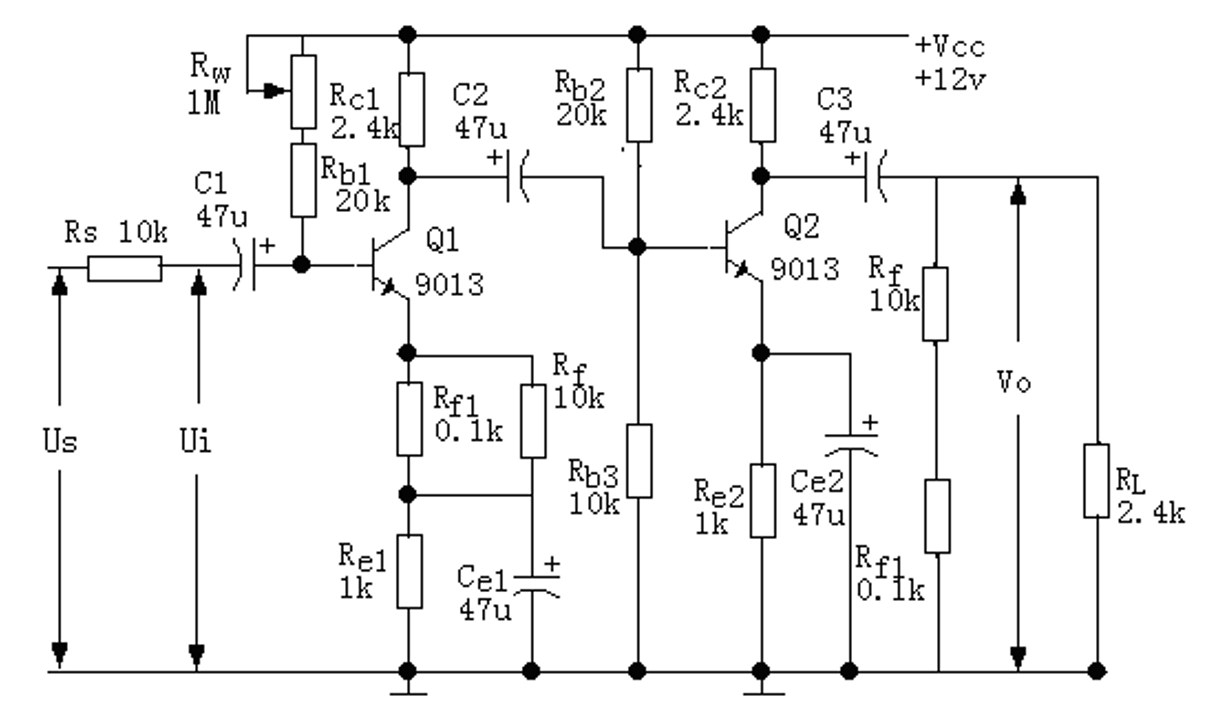 +Vcc
+12v
Rw
1M
Rc1
2.4k
C2
47u
Rb2
20k
Rc2
2.4k
C3
47u
Rb1
20k
C1
47u
+
+
+
Rs 10k
Q1
9013
Q2
9013
Rf
10k
Us
Ui
Rf1
0.1k
Rf
10k
Vo
Rb3
10k
Re2
1k
Ce2
47u
+
RL
2.4k
Re1
1k
Ce1
47u
+
Rf1
0.1k